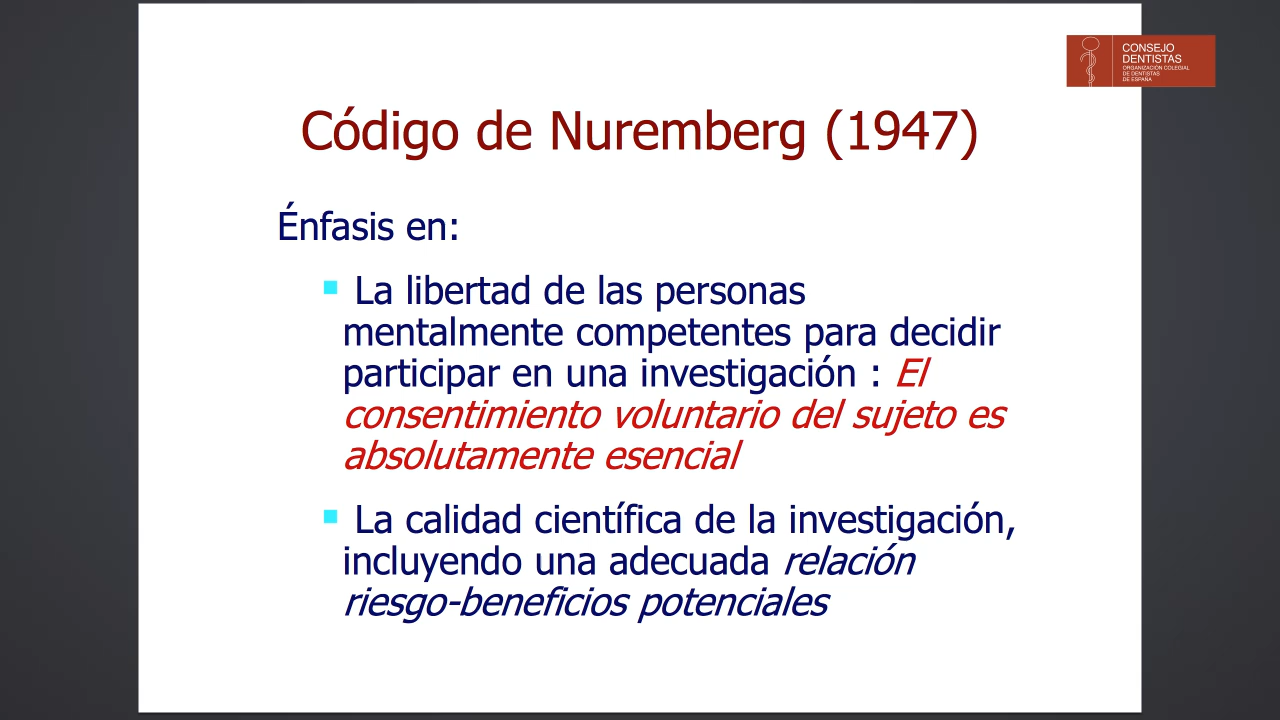 CONSEJO
DENTISTAS
ORGANIZACIÓN COLEGIAL
DE DENTISTAS
DE ESPAÑA
Código de Nuremberg (1947)
Énfasis en:
La libertad de las personas
mentalmente competentes para decidir
participar en una investigación : El
consentimiento voluntario del sujeto es
absolutamente esencial
La calidad científica de la investigación,
incluyendo una adecuada relación
riesgo-beneficios potenciales